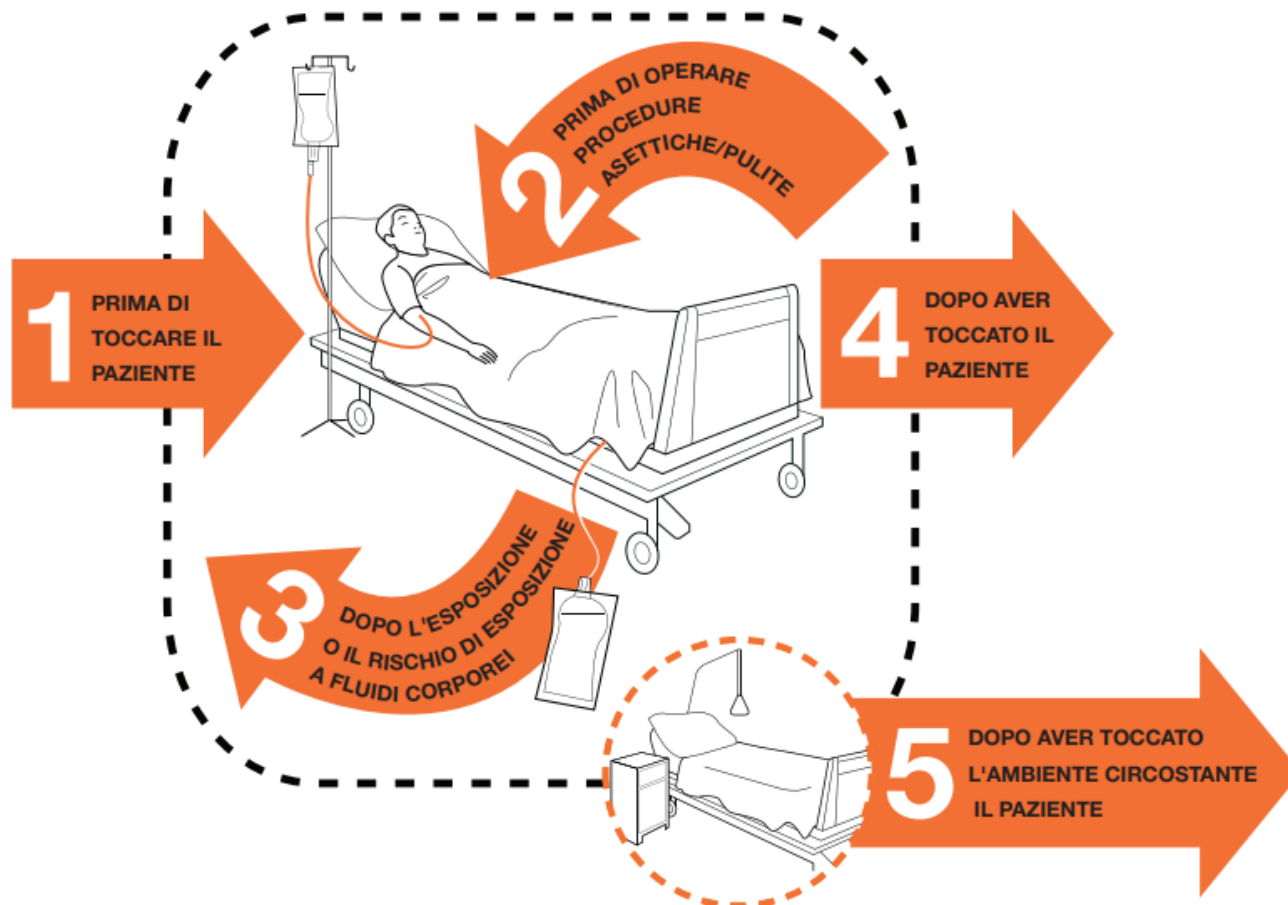 1
PRIMA DI
TOCCARE IL
PAZIENTE
2
PRIMA DI OPERARE
PROCEDURE
ASETTICHE/PULITE
3
DOPO L'ESPOSIZIONE
O IL RISCHIO DI ESPOSIZIONE
A FLUIDI CORPOREI
4
DOPO AVER
TOCCATO IL
PAZIENTE
5
DOPO AVER TOCCATO
L'AMBIENTE CIRCOSTANTE
IL PAZIENTE